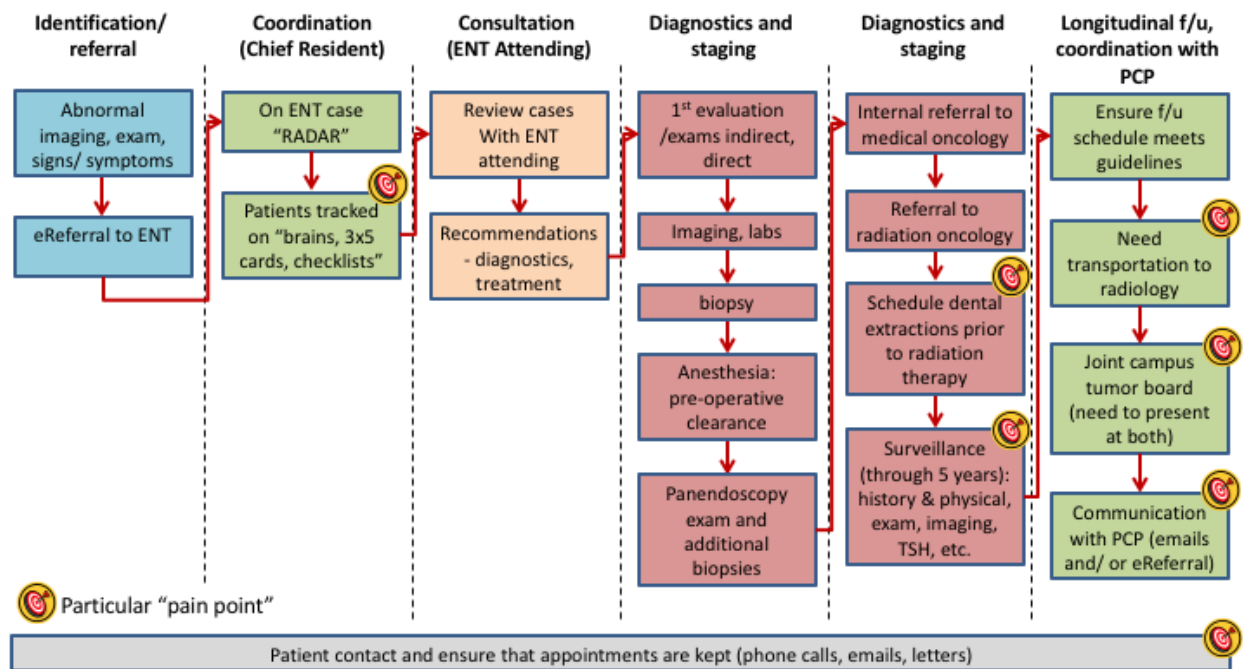 Identification/
referral
Abnormal
imaging, exam,
signs/ symptoms
eReferral to ENT
Coordination
(Chief Resident)
On ENT case
“RADAR”
Patients tracked
on “brains, 3x5
cards, checklists”
Consultation
(ENT Attending)
Review cases
With ENT
attending
Recommendations
- diagnostics,
treatment
Diagnostics and
staging
1st evaluation
/exams indirect,
direct
Imaging, labs
biopsy
Anesthesia:
pre-operative
clearance
Panendoscopy
exam and
additional
biopsies
Diagnostics and
staging
Internal referral to
medical oncology
Referral to
radiation oncology
Schedule dental
extractions prior
to radiation
therapy
Surveillance
(through 5 years):
history & physical,
exam, imaging,
TSH, etc.
Longitudinal f/u,
coordination with
PCP
Ensure f/u
schedule meets
guidelines
Need
transportation to
radiology
Joint campus
tumor board
(need to present
at both)
Communication
with PCP (emails
and/ or eReferral)
Particular “pain point”
Patient contact and ensure that appointments are kept (phone calls, emails, letters)